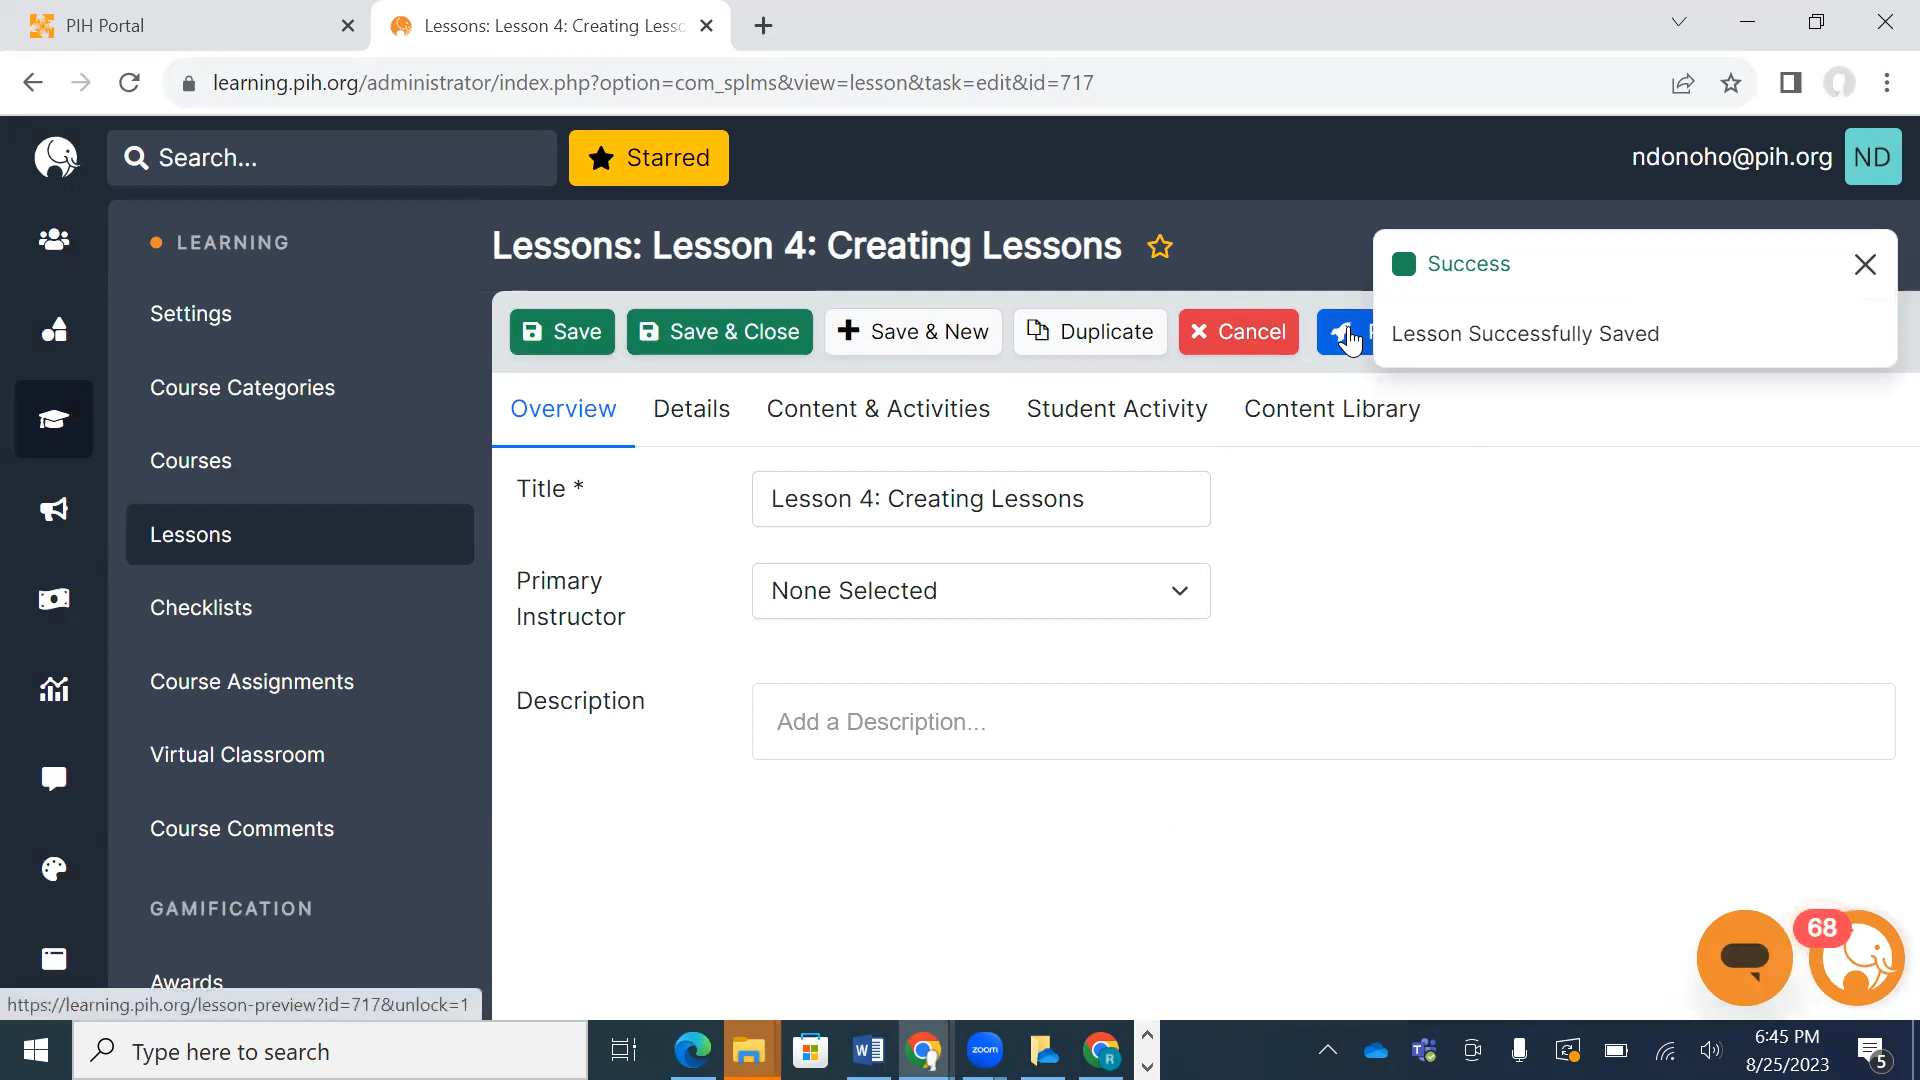 PIH Portal
Lessons: Lesson 4: Creating Lesso
learning.pih.org/administrator/index.php?option=com_splms&view=lesson&task=edit&id=717
Search...
Starred
ndonoho@pih.org
ND
LEARNING
Settings
Course Categories
Courses
Lessons
Checklists
Course Assignments
Virtual Classroom
Course Comments
GAMIFICATION
Awards
Lessons: Lesson 4: Creating Lessons
Success
Lesson Successfully Saved
Save
Save & Close
Save & New
Duplicate
Cancel
Overview
Details
Content & Activities
Student Activity
Content Library
Title *
Lesson 4: Creating Lessons
Primary
Instructor
None Selected
Description
Add a Description...
68
https://learning.pih.org/lesson-preview?id=717&unlock=1
Type here to search
zoom
6:45 PM
8/25/2023
5